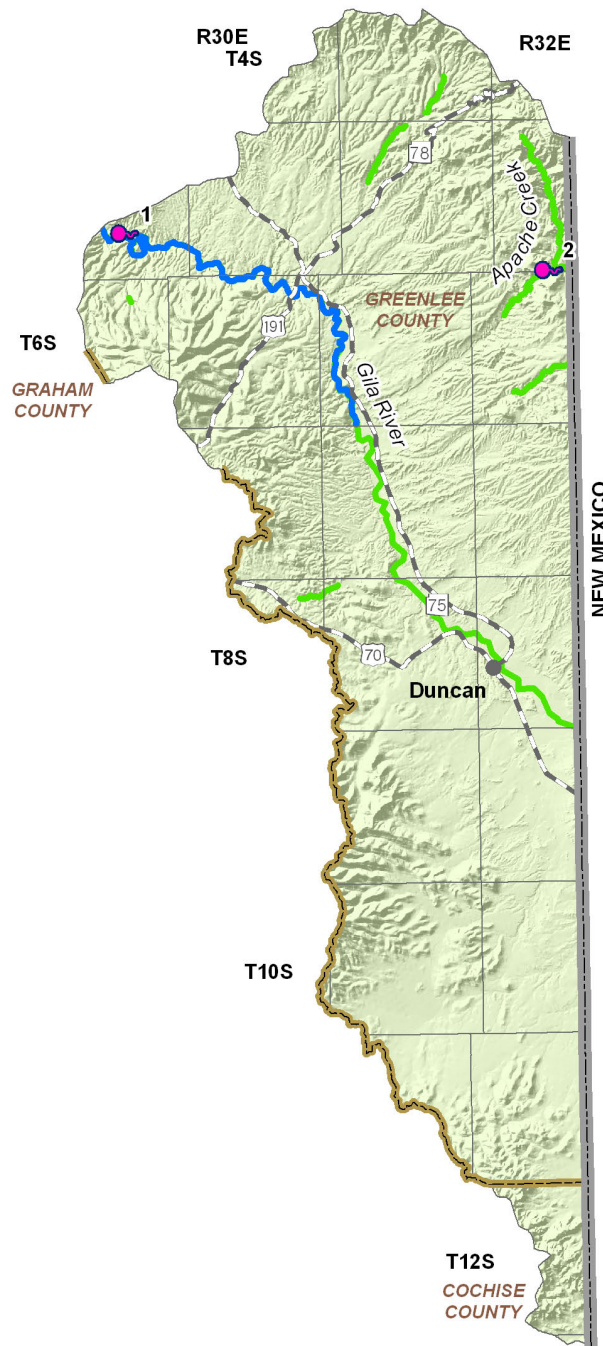 R30E
T4S
R32E
78
Apache Creek
1
2
GREENLEE
COUNTY
191
T6S
GRAHAM
COUNTY
Gila River
NEW MEXICO
75
70
T8S
Duncan
T10S
T12S
COCHISE
COUNTY